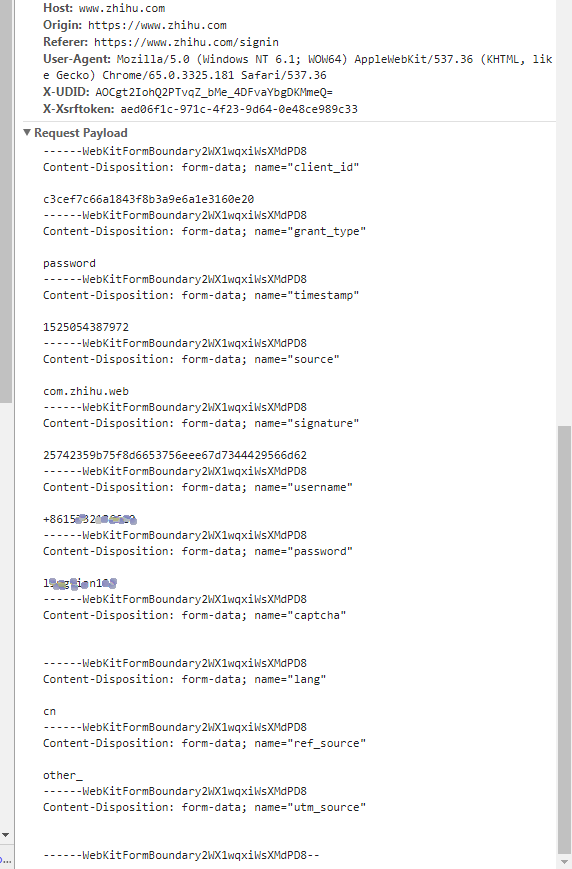 Host: www.zhihu.com
Origin: https://www.zhihu.com
Referer: https://www.zhihu.com/signin
User-Agent: Mozilla/5.0 (Windows NT 6.1; WOW64) AppleWebKit/537.36 (KHTML, lik
e Gecko) Chrome/65.0.3325.181 Safari/537.36
X-UDID: AOCgt2IohQ2PTvqZ_bMe_4DFvaYbgDKMmeQ=
X-Xsrftoken: aed06f1c-971c-4f23-9d64-0e48ce989c33
▼ Request Payload
------WebKitFormBoundary2WX1wqxiWsXMdPD8
Content-Disposition: form-data; name="client_id"
c3cef7c66a1843f8b3a9e6a1e3160e20
------WebKitFormBoundary2WX1wqxiWsXMdPD8
Content-Disposition: form-data; name="grant_type"
password
------WebKitFormBoundary2WX1wqxiWsXMdPD8
Content-Disposition: form-data; name="timestamp"
1525054387972
------WebKitFormBoundary2WX1wqxiWsXMdPD8
Content-Disposition: form-data; name="source"
com.zhihu.web
------WebKitFormBoundary2WX1wqxiWsXMdPD8
Content-Disposition: form-data; name="signature"
25742359b75f8d6653756eee67d7344429566d62
------WebKitFormBoundary2WX1wqxiWsXMdPD8
Content-Disposition: form-data; name="username"
------WebKitFormBoundary2WX1wqxiWsXMdPD8
Content-Disposition: form-data; name="password"
------WebKitFormBoundary2WX1wqxiWsXMdPD8
Content-Disposition: form-data; name="captcha"
------WebKitFormBoundary2WX1wqxiWsXMdPD8
Content-Disposition: form-data; name="lang"
cn
------WebKitFormBoundary2WX1wqxiWsXMdPD8
Content-Disposition: form-data; name="ref_source"
other_
------WebKitFormBoundary2WX1wqxiWsXMdPD8
Content-Disposition: form-data; name="utm_source"
------WebKitFormBoundary2WX1wqxiWsXMdPD8--